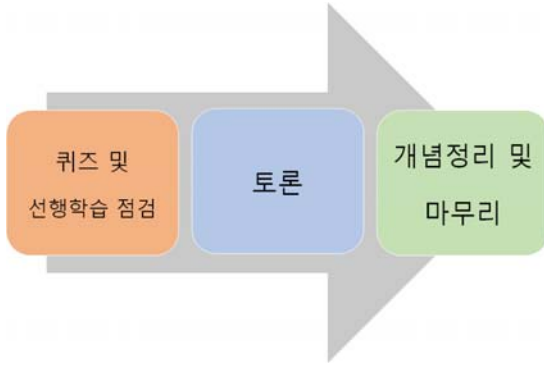 퀴즈 및
선행학습 점검
토론
개념정리 및
마무리